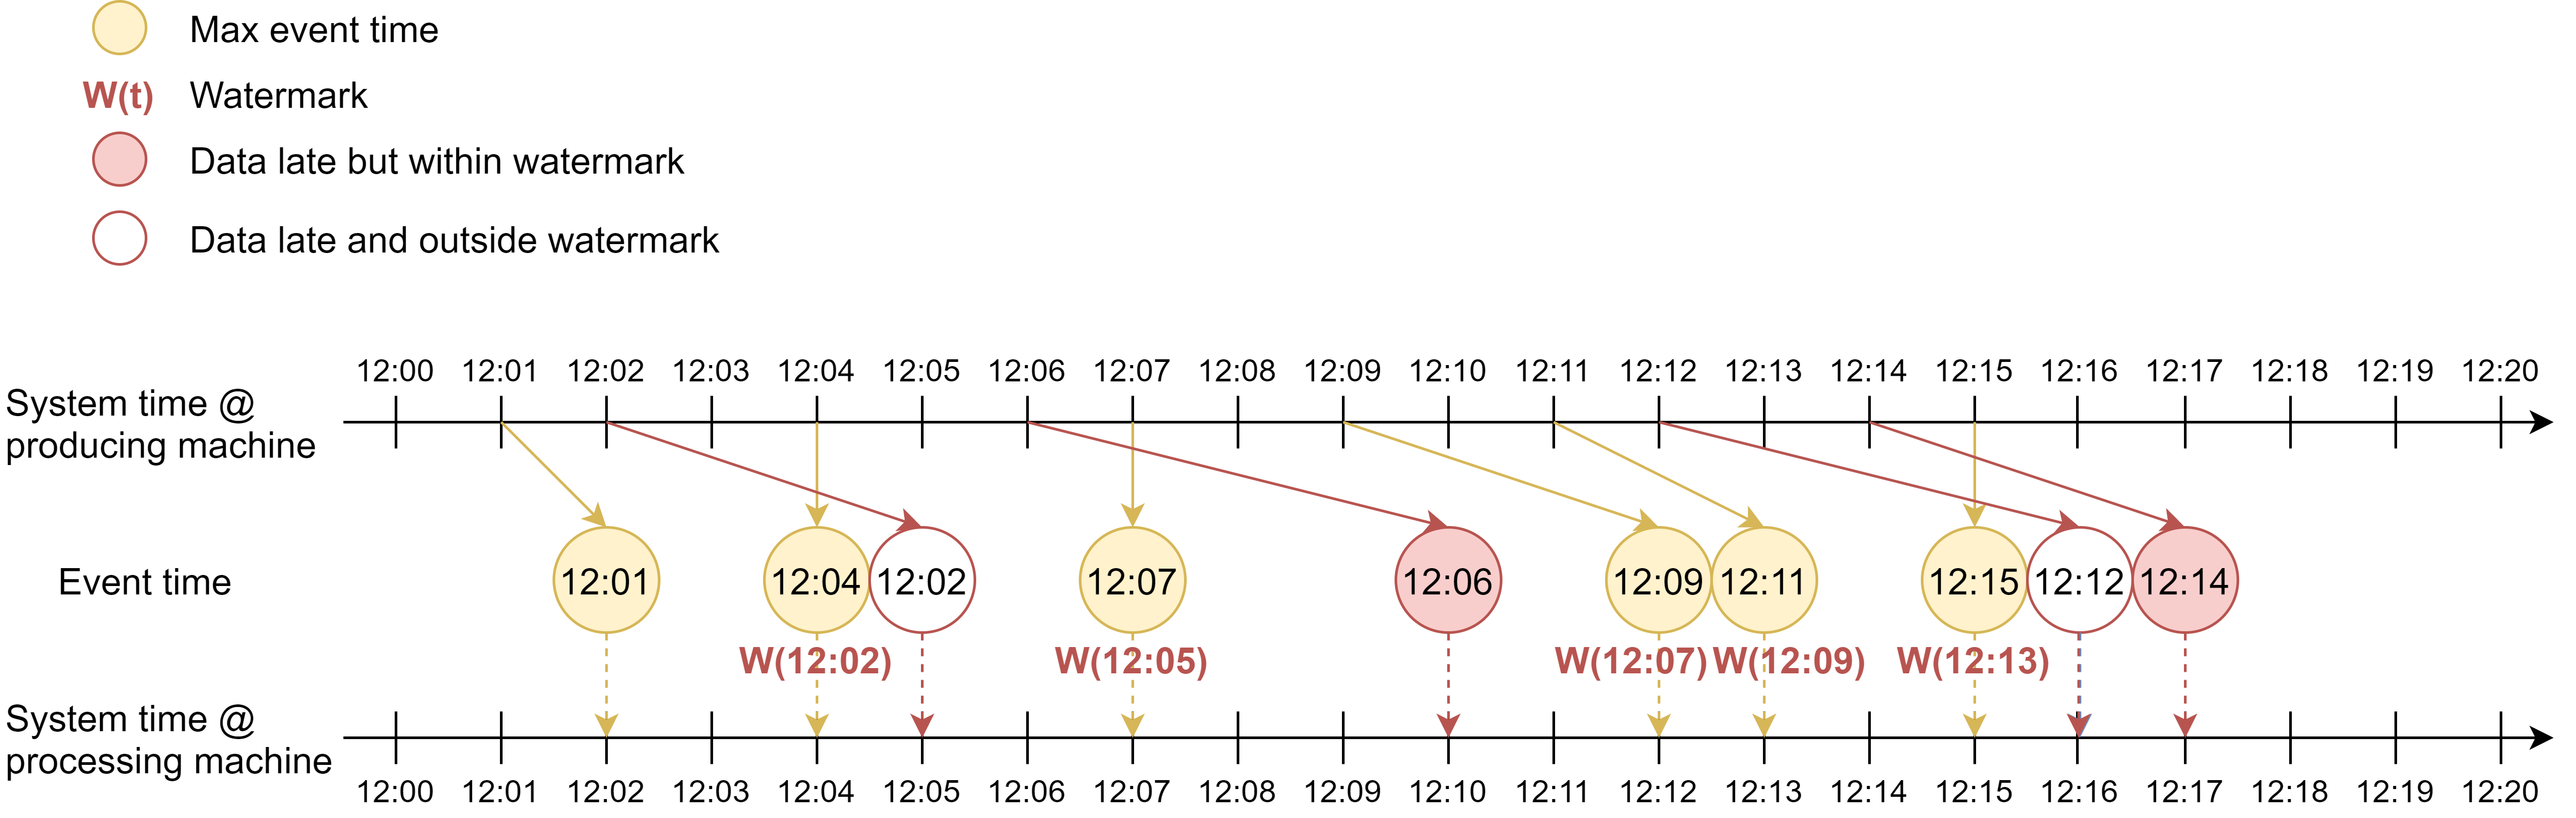 Max event time
W(t) Watermark
Data late but within watermark
Data late and outside watermark
12:00 12:01 12:02 12:03 12:04 12:05 12:06 12:07 12:08 12:09 12:10 12:11 12:12 12:13 12:14 12:15 12:16 12:17 12:18 12:19 12:20
System time @
producing machine
Event time 12:01 12:04 12:02 12:07 12:06 12:09 12:11 12:15 12:12 12:14
W(12:02) W(12:05) W(12:07) W(12:09) W(12:13)
System time @
processing machine
12:00 12:01 12:02 12:03 12:04 12:05 12:06 12:07 12:08 12:09 12:10 12:11 12:12 12:13 12:14 12:15 12:16 12:17 12:18 12:19 12:20